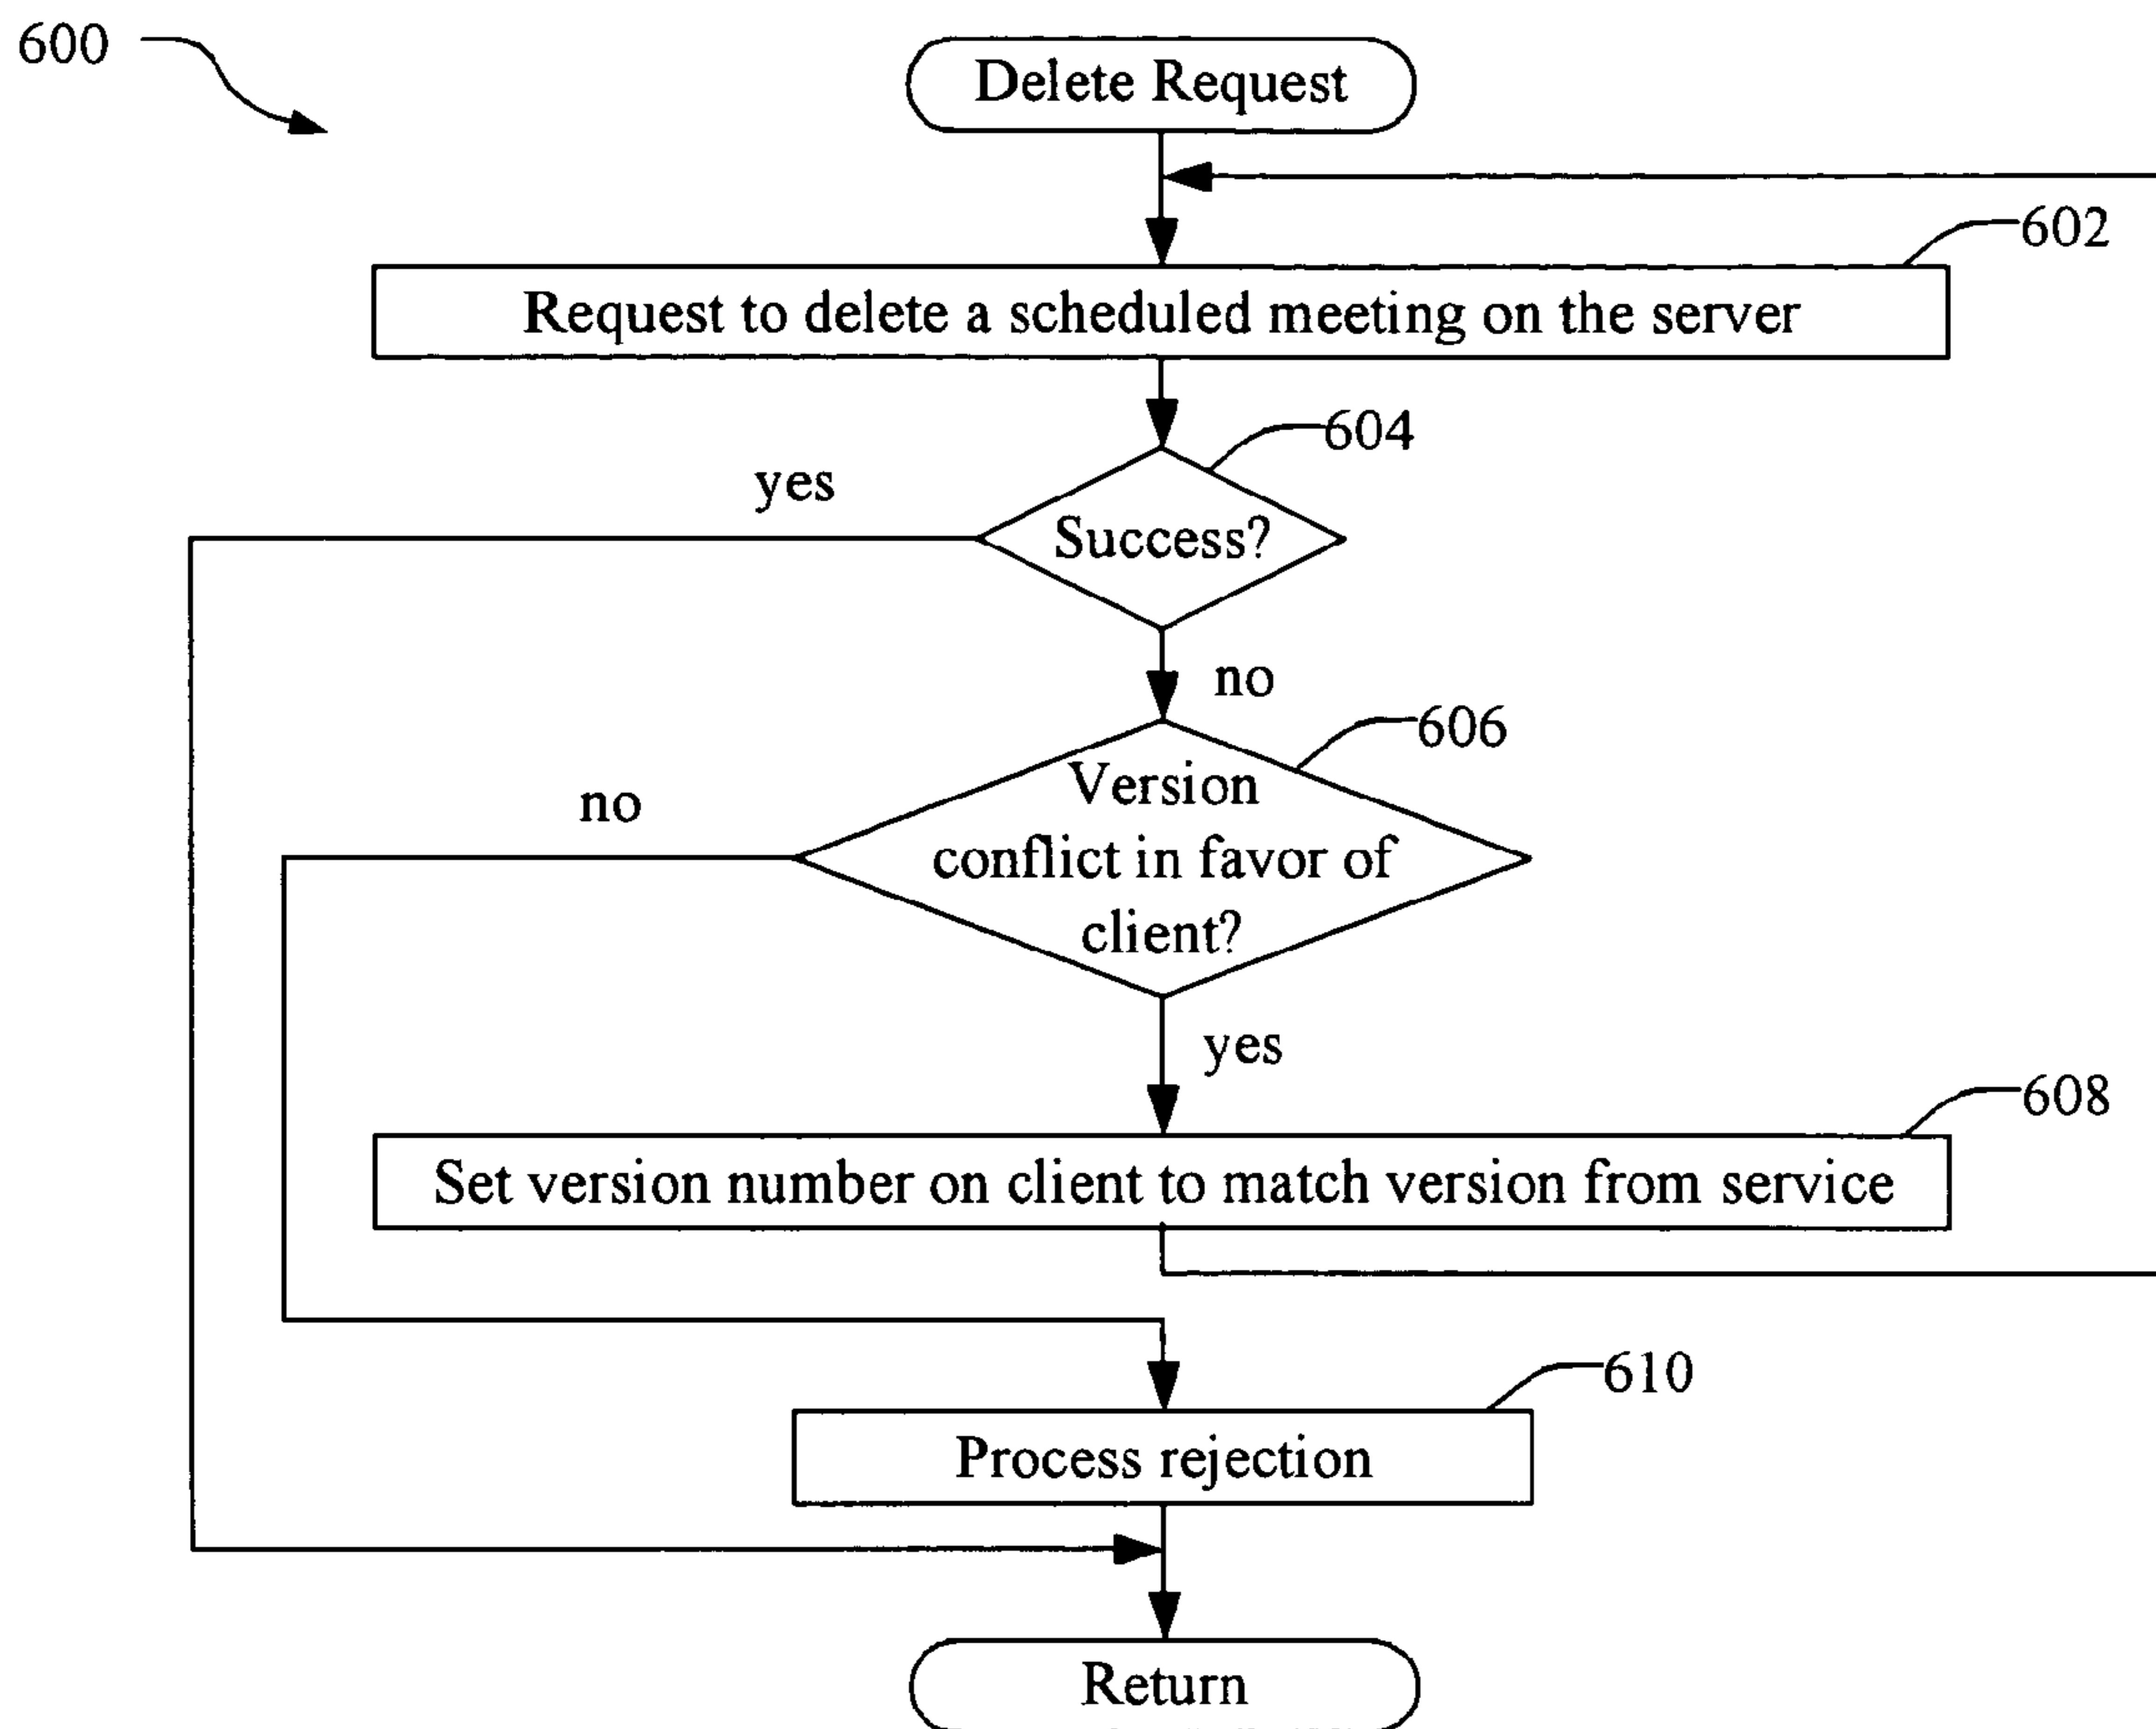 600
Delete Request
602
Request to delete a scheduled meeting on the server
604
yes
Success?
no
606
no
Version
conflict in favor of
client?
yes
608
Set version number on client to match version from service
610
Process rejection
Return